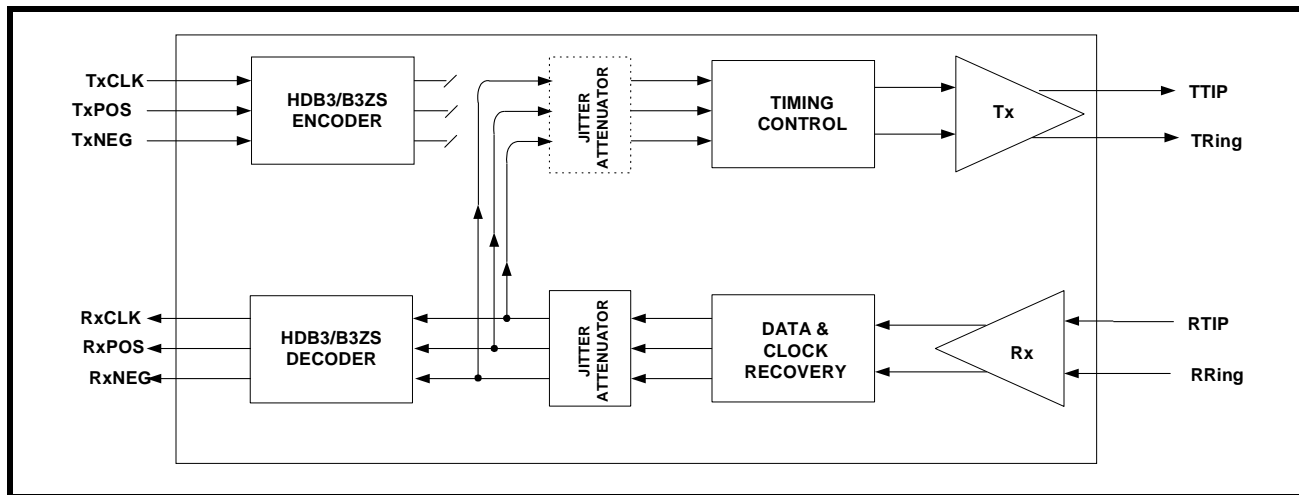 TxCLK
TxPOS
TxNEG
HDB3/B3ZS
ENCODER
JITTER
ATTENUATOR
TIMING
CONTROL
Tx
TTIP
TRing
RxCLK
RxPOS
RxNEG
HDB3/B3ZS
DECODER
JITTER
ATTENUATOR
DATA &
CLOCK
RECOVERY
Rx
RTIP
RRing